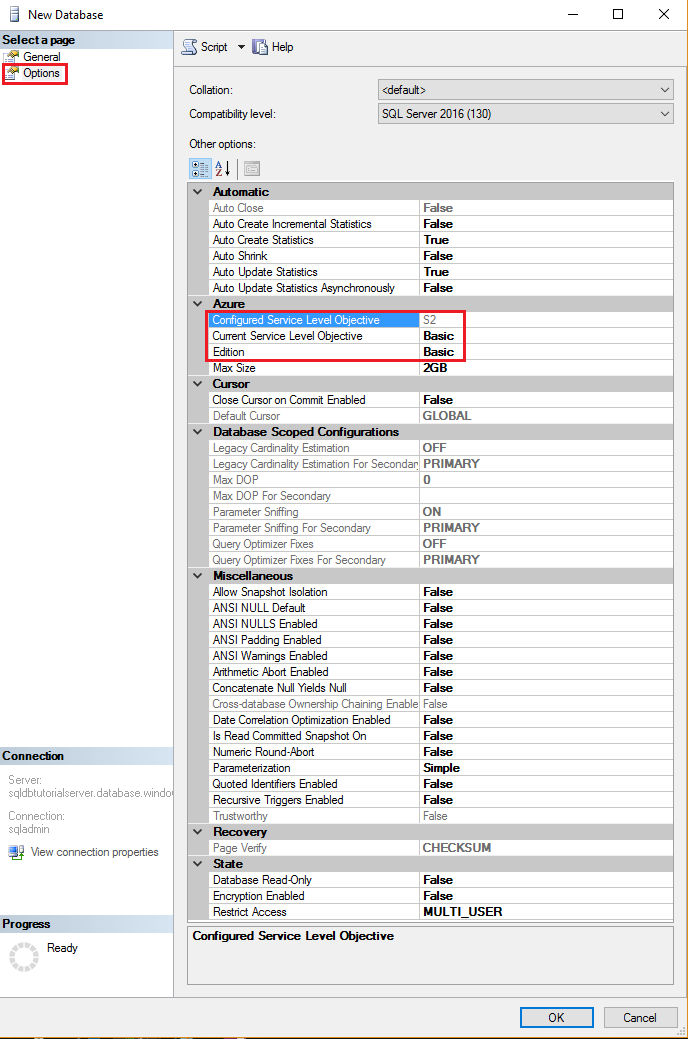 New Database
Select a page
General
Options
Script Help
Collation: <default>
Compatibility level: SQL Server 2016 (130)
Other options:
Automatic
Auto Close False
Auto Create Incremental Statistics False
Auto Create Statistics True
Auto Shrink False
Auto Update Statistics True
Auto Update Statistics Asynchronously False
Azure
Configured Service Level Objective S2
Current Service Level Objective Basic
Edition Basic
Max Size 2GB
Cursor
Close Cursor on Commit Enabled False
Default Cursor GLOBAL
Database Scoped Configurations
Legacy Cardinality Estimation OFF
Legacy Cardinality Estimation For Secondary PRIMARY
Max DOP 0
Max DOP For Secondary
Parameter Sniffing ON
Parameter Sniffing For Secondary PRIMARY
Query Optimizer Fixes OFF
Query Optimizer Fixes For Secondary PRIMARY
Miscellaneous
Allow Snapshot Isolation False
ANSI NULL Default False
ANSI NULLS Enabled False
ANSI Padding Enabled False
ANSI Warnings Enabled False
Arithmetic Abort Enabled False
Concatenate Null Yields Null False
Cross-database Ownership Chaining Enable False
Date Correlation Optimization Enabled False
Is Read Committed Snapshot On False
Numeric Round-Abort False
Parameterization Simple
Quoted Identifiers Enabled False
Recursive Triggers Enabled False
Trustworthy False
Recovery
Page Verify CHECKSUM
State
Database Read-Only False
Encryption Enabled False
Restrict Access MULTI_USER
Configured Service Level Objective
Connection
Server:
sqldbtutorialserver.database.window
Connection:
sqladmin
View connection properties
Progress
Ready
OK Cancel